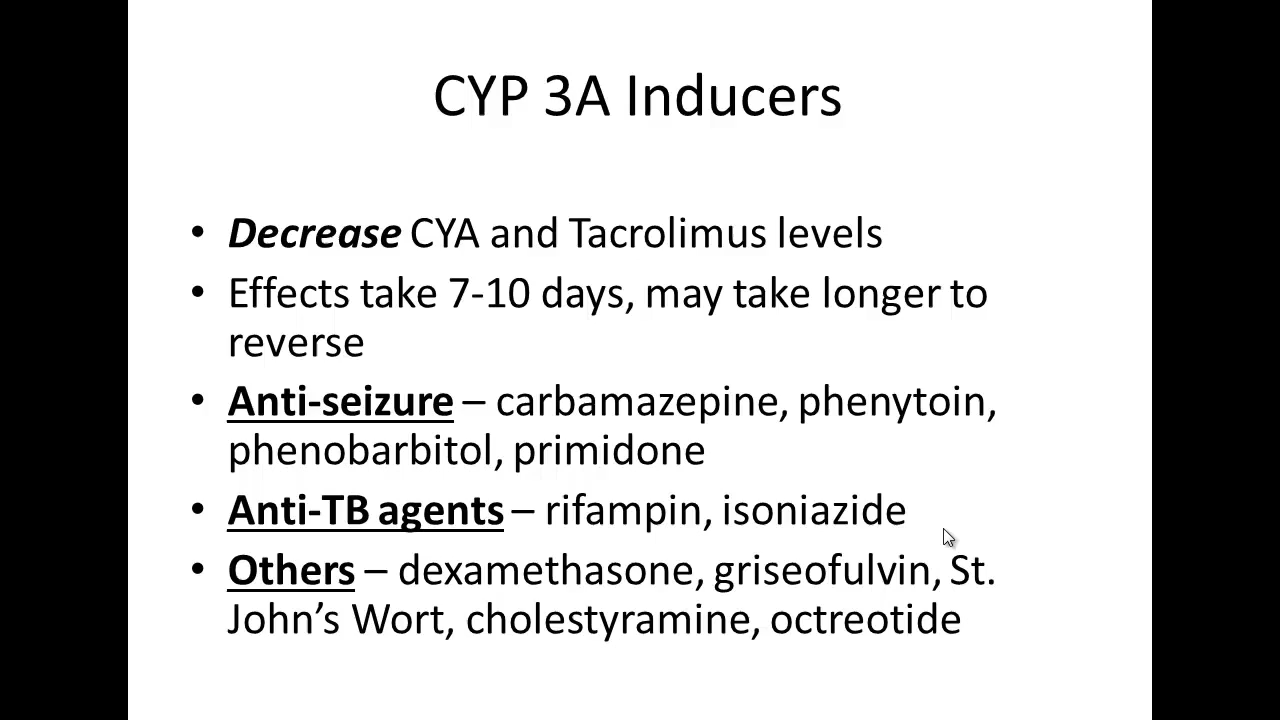 CYP 3A Inducers
• Decrease CYA and Tacrolimus levels
• Effects take 7-10 days, may take longer to
reverse
• Anti-seizure – carbamazepine, phenytoin,
phenobarbitol, primidone
• Anti-TB agents – rifampin, isoniazide
• Others – dexamethasone, griseofulvin, St.
John’s Wort, cholestyramine, octreotide